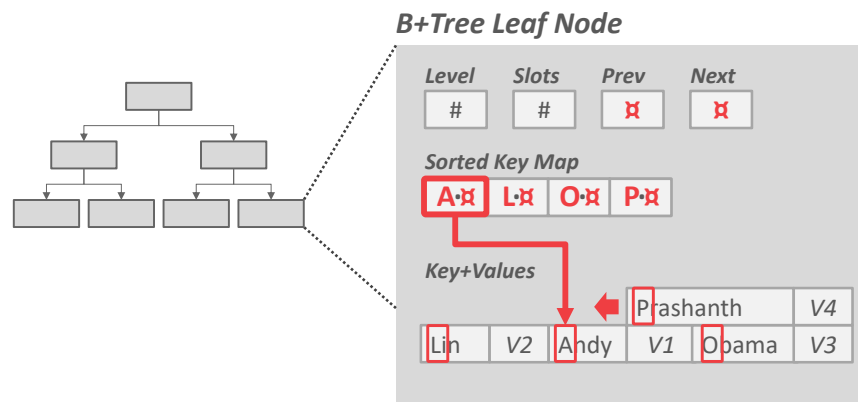 B+Tree Leaf Node
Level Slots Prev Next
# # ¤ ¤
Sorted Key Map
A·¤ L·¤ O·¤ P·¤
Key+Values
Prashanth V4
Lin V2 Andy V1 Obama V3